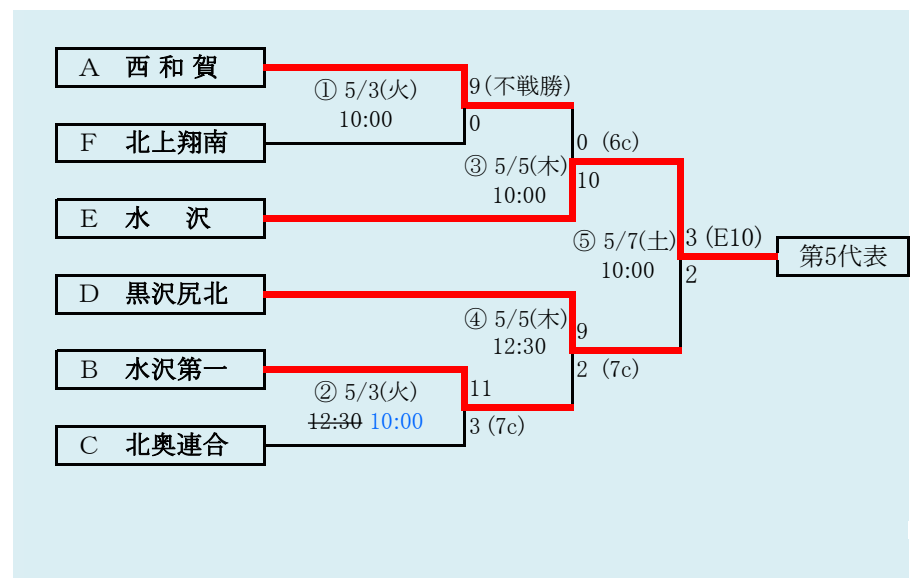 A 西 和 賀
① 5/3(火)
10:00
9(不戦勝)
0
F 北上翔南
0 (6c)
③ 5/5(木)
10:00
10
E 水 沢
⑤ 5/7(土)
10:00
3 (E10)
2
第5代表
D 黒沢尻北
④ 5/5(木)
12:30
9
2 (7c)
B 水沢第一
② 5/3(火)
12:30 10:00
11
3 (7c)
C 北奥連合